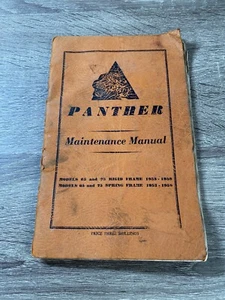 PANTHER
Maintenance Manual
MODELS 65 and 75 RIGID FRAME
MODELS 65 and 75 SPRING FRAME
PRICE THREE SHILLINGS